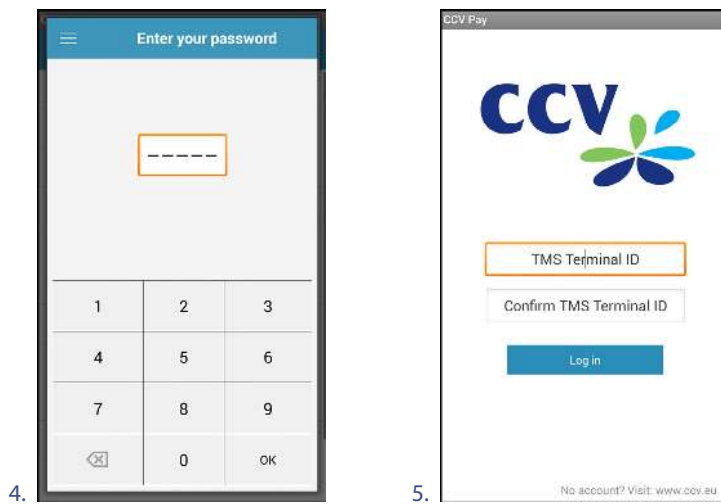 Enter your password
-----
1 2 3
4 5 6
7 8 9
0 OK
4.
CCV Pay
CCV
TMS Terminal ID
Confirm TMS Terminal ID
Log in
No account? Visit: www.ccv.eu
5.